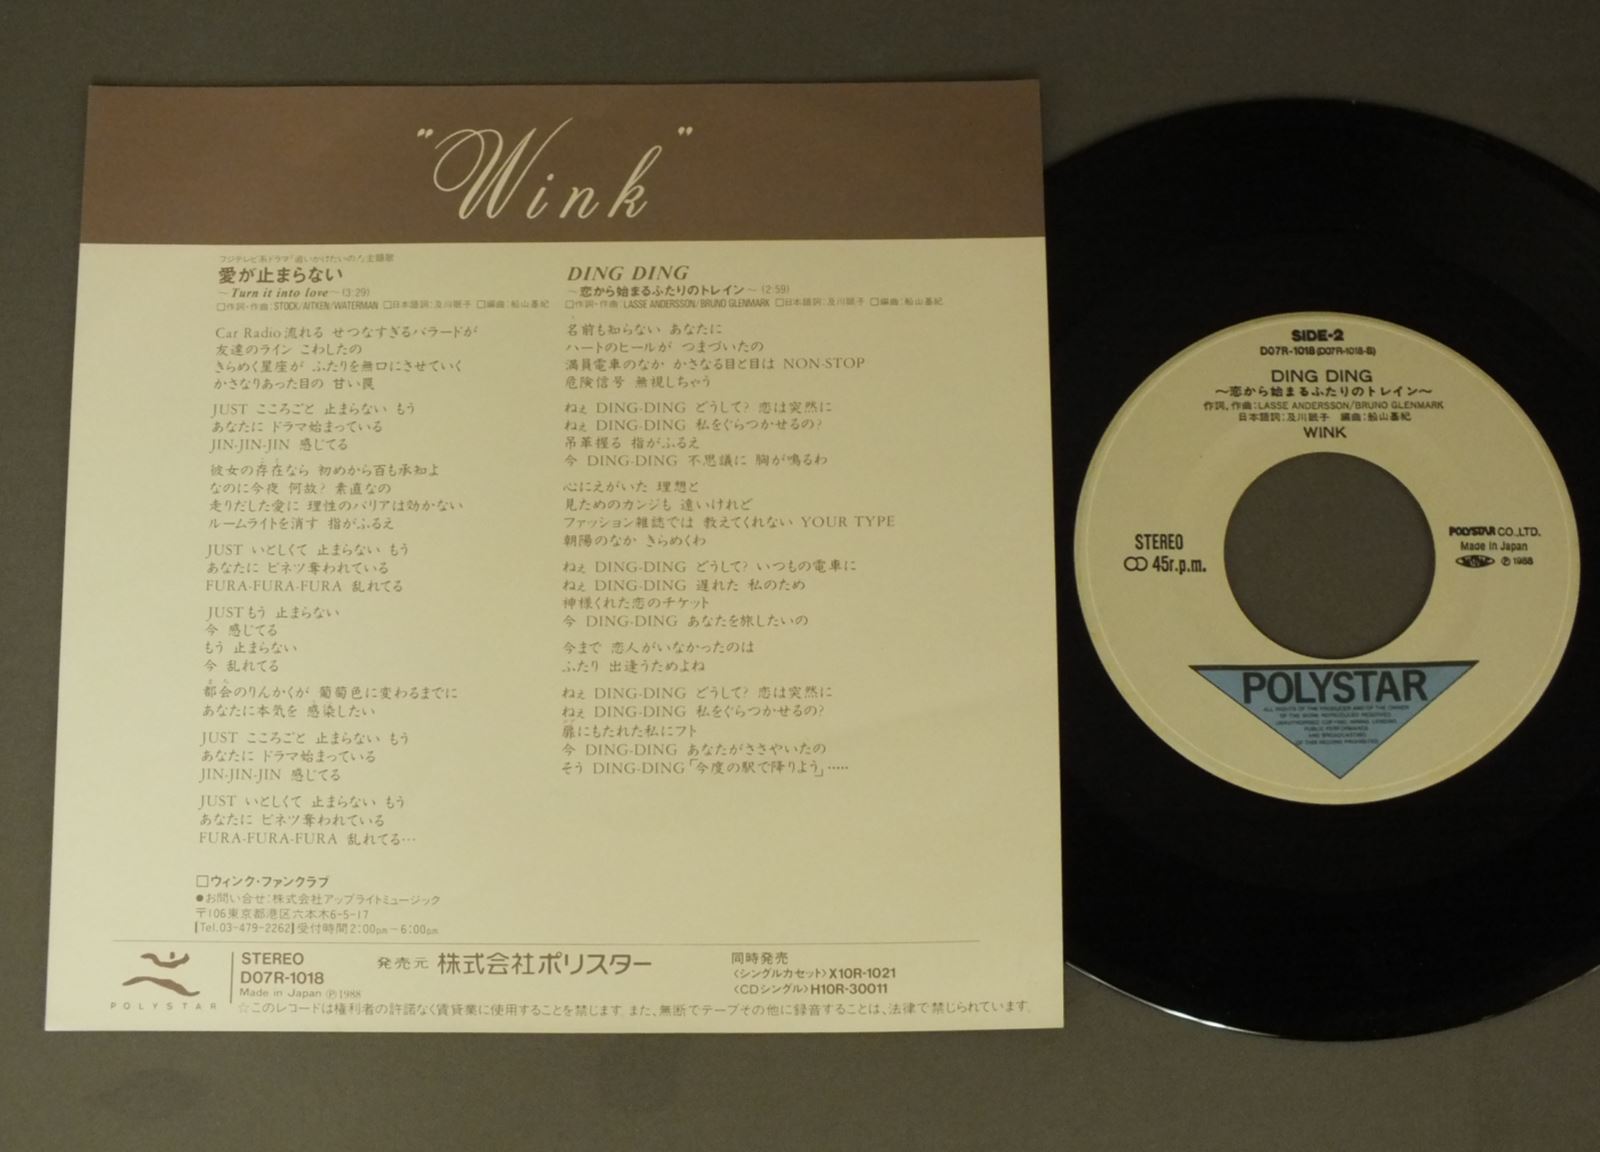 "Wink"
フジテレビ系ドラマ「追いかけたいの!」主題歌
愛が止まらない
～Turn it into love～(3:29)
□作詞・作曲:STOCK/AITKEN/WATERMAN □日本語詞:及川眠子 □編曲:船山基紀
Car Radio流れる せつなすぎるバラードが
友達のライン こわしたの
きらめく星座が ふたりを無口にさせていく
かさなりあった目の 甘い罠
JUST こころごと 止まらない もう
あなたに ドラマ始まっている
JIN-JIN-JIN 感じてる
彼女の存在なら 初めから百も承知よ
なのに今夜 何故? 素直なの
走りだした愛に 理性のバリアは効かない
ルームライトを消す 指がふるえ
JUST いとしくて 止まらない もう
あなたに ビネツ奪われている
FURA-FURA-FURA 乱れてる
JUSTもう 止まらない
今 感じてる
もう 止まらない
今 乱れてる
都会のりんかくが 葡萄色に変わるまでに
あなたに本気を 感染したい
JUST こころごと 止まらない もう
あなたに ドラマ始まっている
JIN-JIN-JIN 感じてる
JUST いとしくて 止まらない もう
あなたに ビネツ奪われている
FURA-FURA-FURA 乱れてる…
DING DING
～恋から始まるふたりのトレイン～(2:59)
□作詞・作曲:LASSE ANDERSSON/BRUNO GLENMARK □日本語詞:及川眠子 □編曲:船山基紀
名前も知らない あなたに
ハートのヒールが つまづいたの
満員電車のなか かさなる目と目は NON-STOP
危険信号 無視しちゃう
ねぇ DING-DING どうして? 恋は突然に
ねぇ DING-DING 私をぐらつかせるの?
吊革握る 指がふるえ
今 DING-DING 不思議に 胸が鳴るわ
心にえがいた 理想と
見ためのカンジも 遠いけれど
ファッション雑誌では 教えてくれない YOUR TYPE
朝陽のなか きらめくわ
ねぇ DING-DING どうして? いつもの電車に
ねぇ DING-DING 遅れた 私のため
神様くれた恋のチケット
今 DING-DING あなたを旅したいの
今まで 恋人がいなかったのは
ふたり 出逢うためよね
ねぇ DING-DING どうして? 恋は突然に
ねぇ DING-DING 私をぐらつかせるの?
扉にもたれた私にフト
今 DING-DING あなたがささやいたの
そう DING-DING「今度の駅で降りよう」……
□ウィンク・ファンクラブ
●お問い合せ:株式会社アップライトミュージック
〒106東京都港区六本木6-5-17
[Tel.03-479-2262]受付時間2:00pm－6:00pm
POLYSTAR
STEREO
D07R-1018
Made in Japan Ⓟ1988
発売元 株式会社ポリスター
同時発売
〈シングルカセット〉X10R-1021
〈CDシングル〉H10R-30011
☆このレコードは権利者の許諾なく賃貸業に使用することを禁じます。また、無断でテープその他に録音することは、法律で禁じられています。
SIDE-2
D07R-1018(D07R-1018-B)
DING DING
～恋から始まるふたりのトレイン～
作詞,作曲:LASSE ANDERSSON/BRUNO GLENMARK
日本語詞:及川眠子 編曲:船山基紀
WINK
STEREO
45r.p.m.
POLYSTAR CO.,LTD.
Made in Japan
Ⓟ1988
POLYSTAR
ALL RIGHTS OF THE PRODUCER AND OF THE OWNER
OF THE WORK REPRODUCED RESERVED.
UNAUTHORISED COPYING, HIRING, LENDING,
PUBLIC PERFORMANCE
AND BROADCASTING
OF THIS RECORD PROHIBITED.